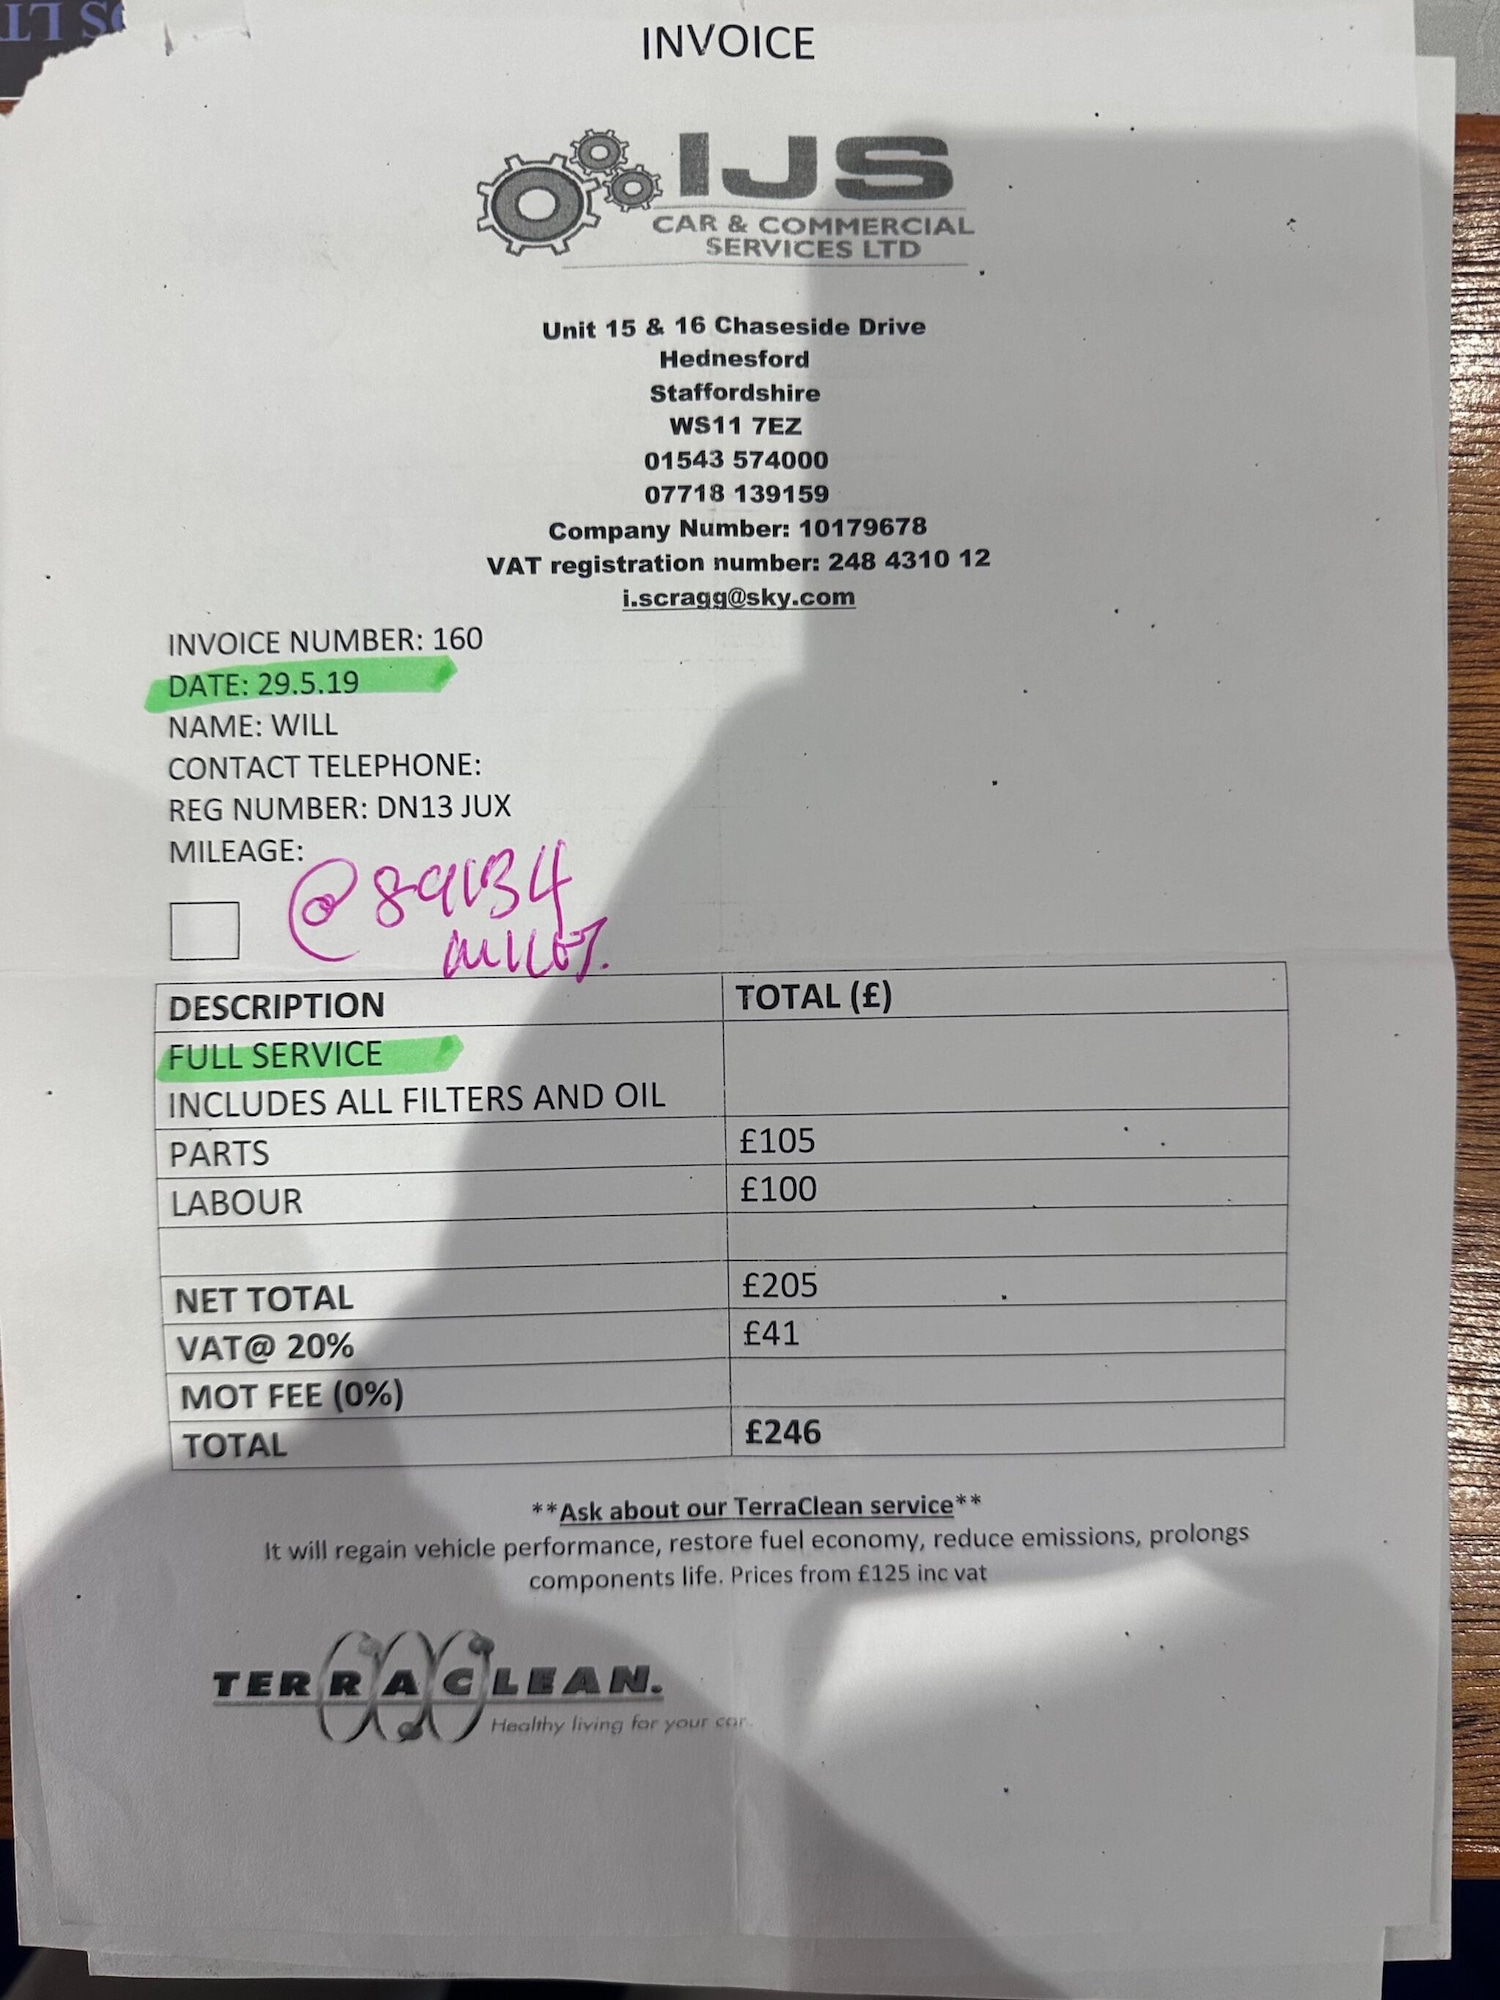 INVOICE
IJS
CAR & COMMERCIAL
SERVICES LTD
Unit 15 & 16 Chaseside Drive
Hednesford
Staffordshire
WS11 7EZ
01543 574000
07718 139159
Company Number: 10179678
VAT registration number: 248 4310 12
i.scragg@sky.com
INVOICE NUMBER: 160
DATE: 29.5.19
NAME: WILL
CONTACT TELEPHONE:
REG NUMBER: DN13 JUX
MILEAGE:
@
miles.
DESCRIPTION TOTAL (£)
FULL SERVICE
INCLUDES ALL FILTERS AND OIL
PARTS £105
LABOUR £100
NET TOTAL £205
VAT@ 20% £41
MOT FEE (0%)
TOTAL £246
**Ask about our TerraClean service**
It will regain vehicle performance, restore fuel economy, reduce emissions, prolongs
components life. Prices from £125 inc vat
TERRACLEAN.
Healthy living for your car.